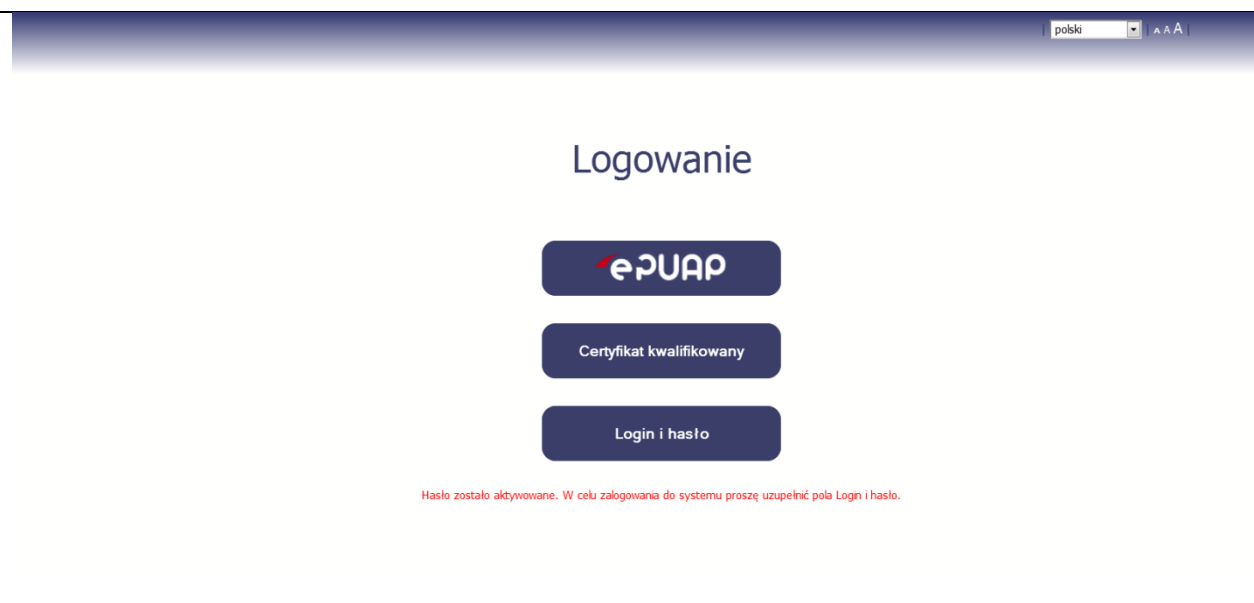 polski
A A A
Logowanie
ePUAP
Certyfikat kwalifikowany
Login i hasło
Hasło zostało aktywowane. W celu zalogowania do systemu proszę uzupełnić pola Login i hasło.